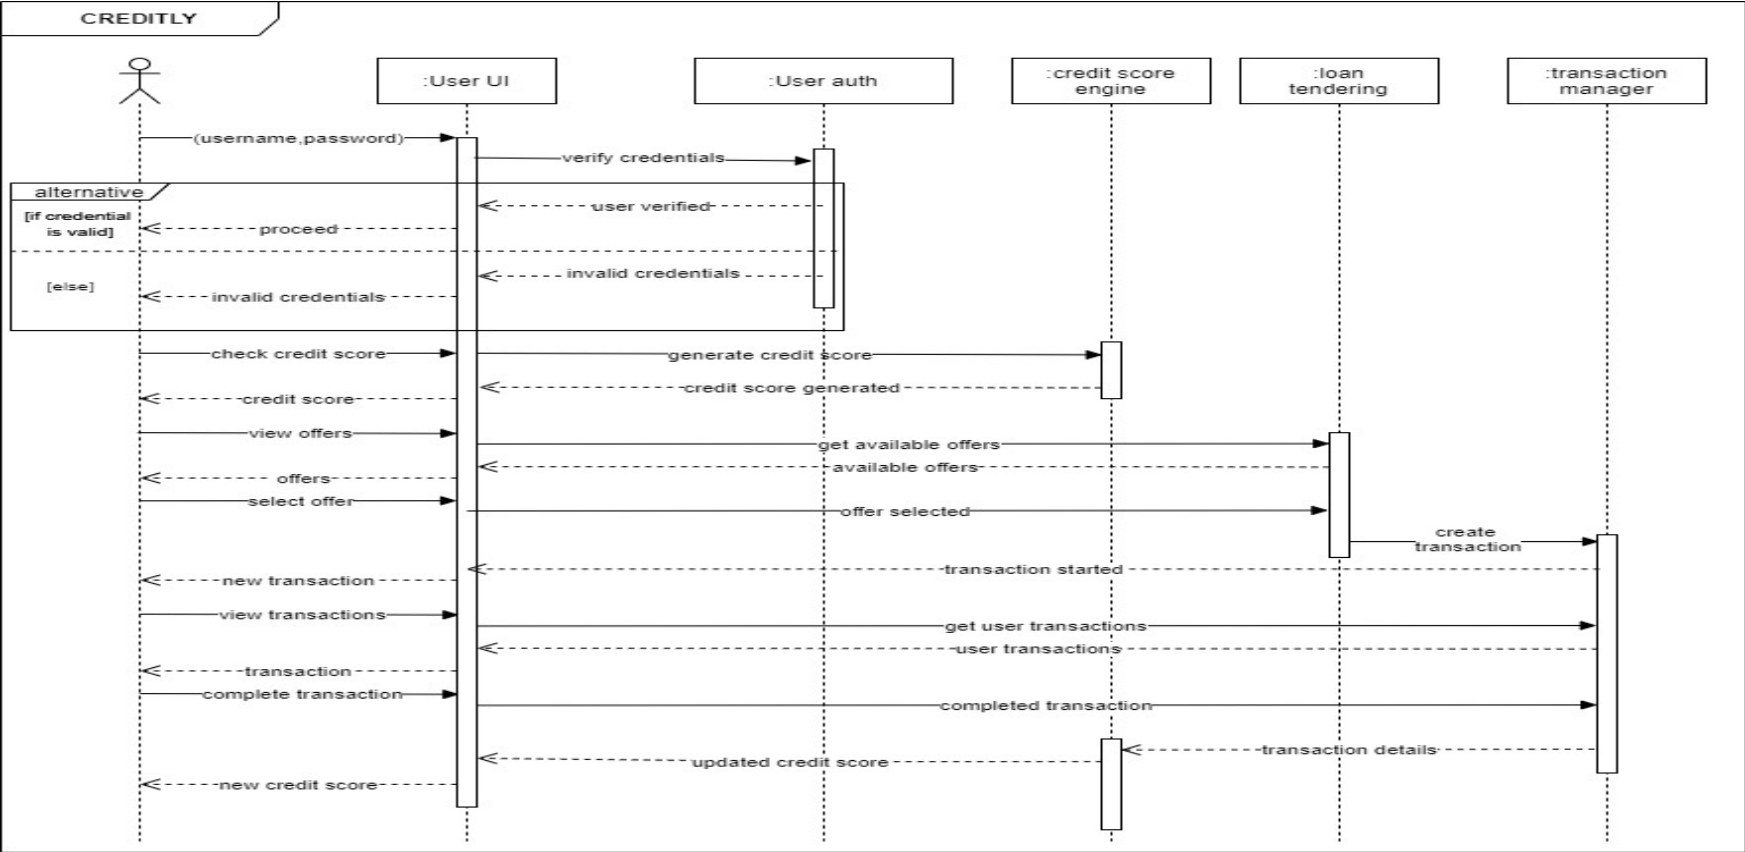 CREDITLY
:User UI
:User auth
:credit score
engine
:loan
tendering
:transaction
manager
(username,password)
verify credentials
alternative
[if credential
is valid]
user verified
proceed
invalid credentials
[else]
invalid credentials
check credit score
generate credit score
credit score generated
credit score
view offers
get available offers
available offers
offers
select offer
offer selected
create
transaction
transaction started
new transaction
view transactions
get user transactions
user transactions
transaction
complete transaction
completed transaction
transaction details
updated credit score
new credit score